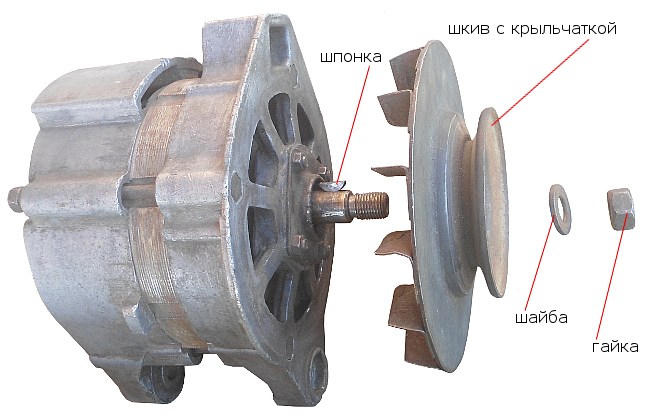 шкив с крыльчаткой
шпонка
шайба
гайка